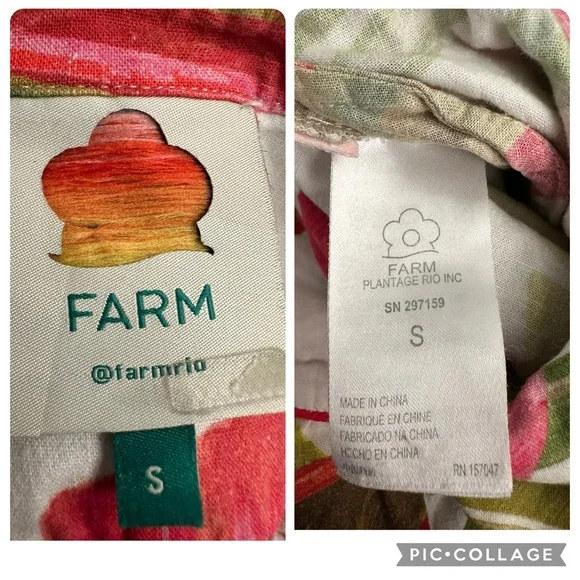 FARM
@farmrio
S
FARM
PLANTAGE RIO INC
SN 297159
S
MADE IN CHINA
FABRIQUÉ EN CHINE
FABRICADO NA CHINA
HECHO EN CHINA
RN 157047
PIC•COLLAGE